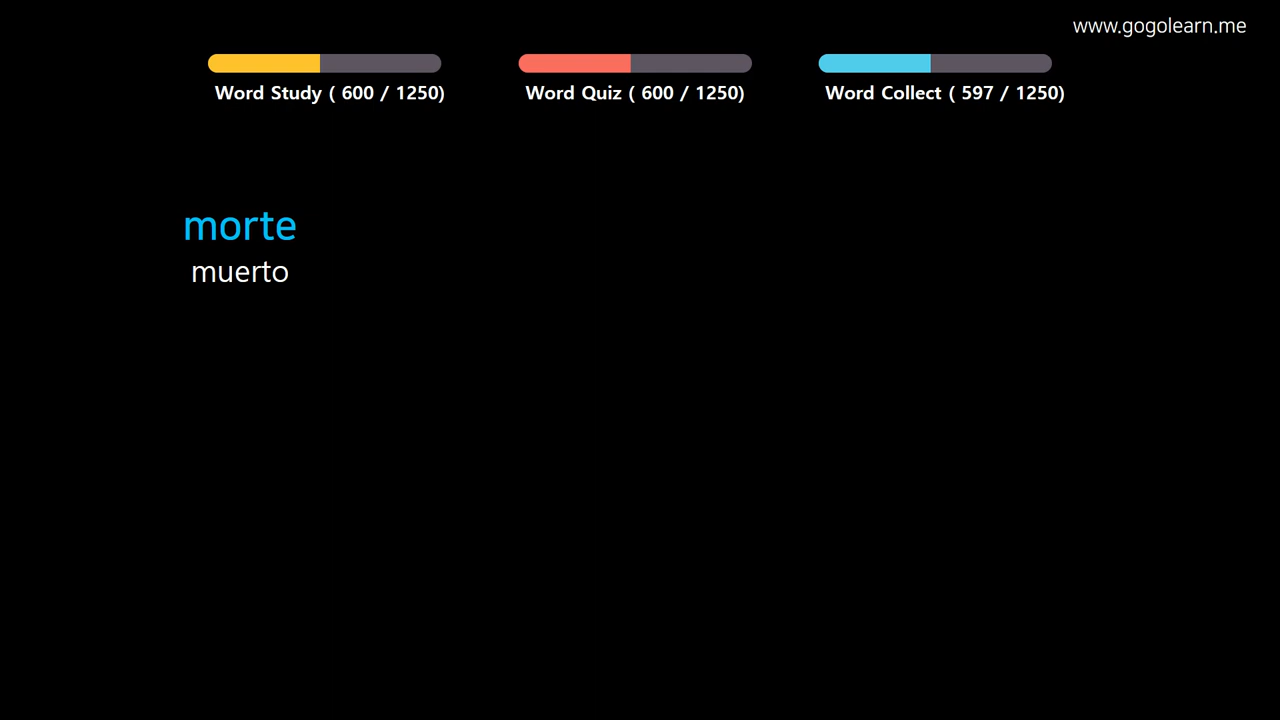 www.gogolearn.me
Word Study ( 600 / 1250)
Word Quiz ( 600 / 1250)
Word Collect ( 597 / 1250)
morte
muerto